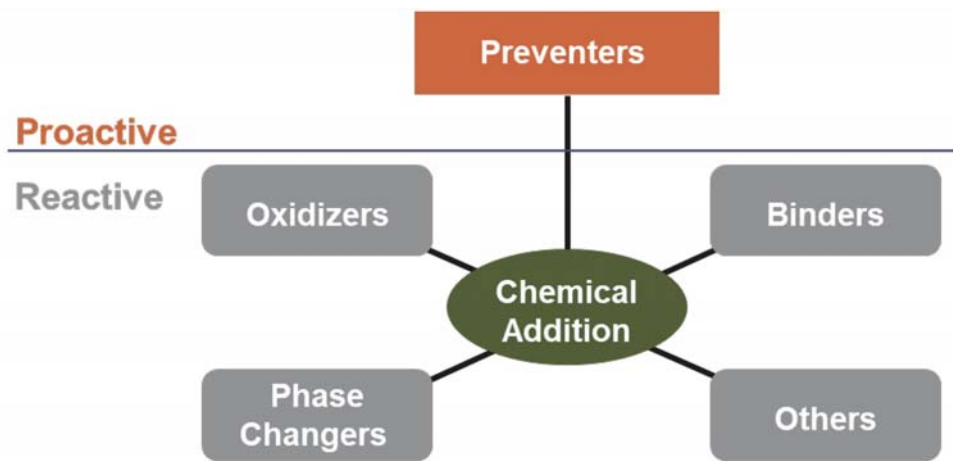 Preventers
Proactive
Reactive
Oxidizers
Binders
Chemical
Addition
Phase
Changers
Others